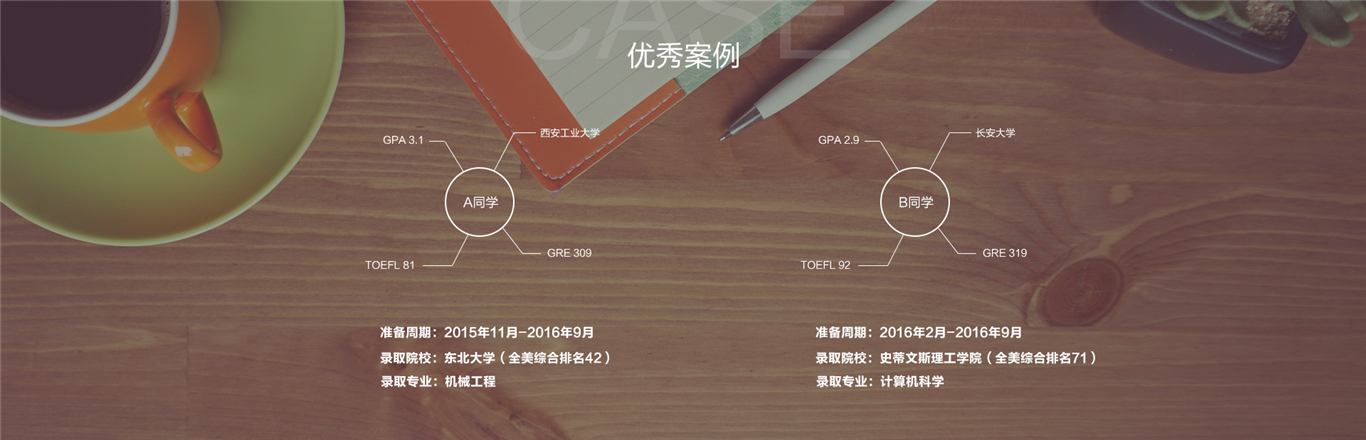 CASE
优秀案例
GPA 3.1
西安工业大学
A同学
TOEFL 81
GRE 309
准备周期：2015年11月-2016年9月
录取院校：东北大学（全美综合排名42）
录取专业：机械工程
GPA 2.9
长安大学
B同学
TOEFL 92
GRE 319
准备周期：2016年2月-2016年9月
录取院校：史蒂文斯理工学院（全美综合排名71）
录取专业：计算机科学